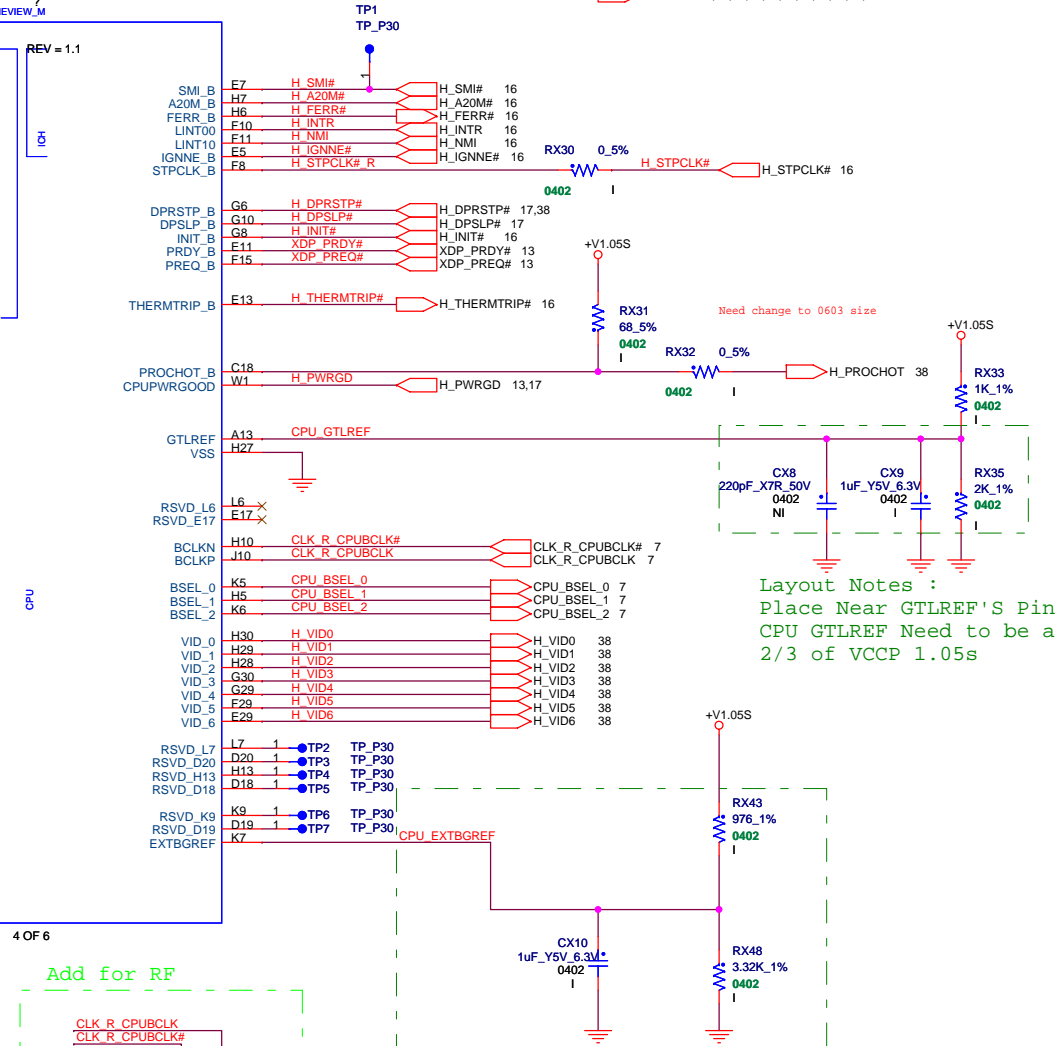 EVIEW_M
REV = 1.1
ICH
CPU
4 OF 6
TP1
TP_P30
1
SMI_B E7 H_SMI# H_SMI# 16
A20M_B H7 H_A20M# H_A20M# 16
FERR_B H6 H_FERR# H_FERR# 16
LINT00 F10 H_INTR H_INTR 16
LINT10 F11 H_NMI H_NMI 16
IGNNE_B E5 H_IGNNE# H_IGNNE# 16
STPCLK_B F8 H_STPCLK#_R
RX30 0_5%
0402 I
H_STPCLK# H_STPCLK# 16
DPRSTP_B G6 H_DPRSTP# H_DPRSTP# 17,38
DPSLP_B G10 H_DPSLP# H_DPSLP# 17
INIT_B G8 H_INIT# H_INIT# 16
PRDY_B E11 XDP_PRDY# XDP_PRDY# 13
PREQ_B F15 XDP_PREQ# XDP_PREQ# 13
THERMTRIP_B E13 H_THERMTRIP# H_THERMTRIP# 16
+V1.05S
RX31
68_5%
0402
I
Need change to 0603 size
RX32 0_5%
0402 I
PROCHOT_B C18 H_PROCHOT 38
CPUPWRGOOD W1 H_PWRGD H_PWRGD 13,17
+V1.05S
RX33
1K_1%
0402
I
GTLREF A13 CPU_GTLREF
VSS H27
CX8
220pF_X7R_50V
0402
NI
CX9
1uF_Y5V_6.3V
0402
I
RX35
2K_1%
0402
I
RSVD_L6 L6
RSVD_E17 E17
BCLKN H10 CLK_R_CPUBCLK# CLK_R_CPUBCLK# 7
BCLKP J10 CLK_R_CPUBCLK CLK_R_CPUBCLK 7
BSEL_0 K5 CPU_BSEL_0 CPU_BSEL_0 7
BSEL_1 H5 CPU_BSEL_1 CPU_BSEL_1 7
BSEL_2 K6 CPU_BSEL_2 CPU_BSEL_2 7
Layout Notes :
Place Near GTLREF'S Pin
CPU GTLREF Need to be a
2/3 of VCCP 1.05s
VID_0 H30 H_VID0 H_VID0 38
VID_1 H29 H_VID1 H_VID1 38
VID_2 H28 H_VID2 H_VID2 38
VID_3 G30 H_VID3 H_VID3 38
VID_4 G29 H_VID4 H_VID4 38
VID_5 F29 H_VID5 H_VID5 38
VID_6 E29 H_VID6 H_VID6 38
RSVD_L7 L7 1 TP2 TP_P30
RSVD_D20 D20 1 TP3 TP_P30
RSVD_H13 H13 1 TP4 TP_P30
RSVD_D18 D18 1 TP5 TP_P30
RSVD_K9 K9 1 TP6 TP_P30
RSVD_D19 D19 1 TP7 TP_P30
EXTBGREF K7 CPU_EXTBGREF
+V1.05S
RX43
976_1%
0402
I
CX10
1uF_Y5V_6.3V
0402
I
RX48
3.32K_1%
0402
I
Add for RF
CLK_R_CPUBCLK
CLK_R_CPUBCLK#